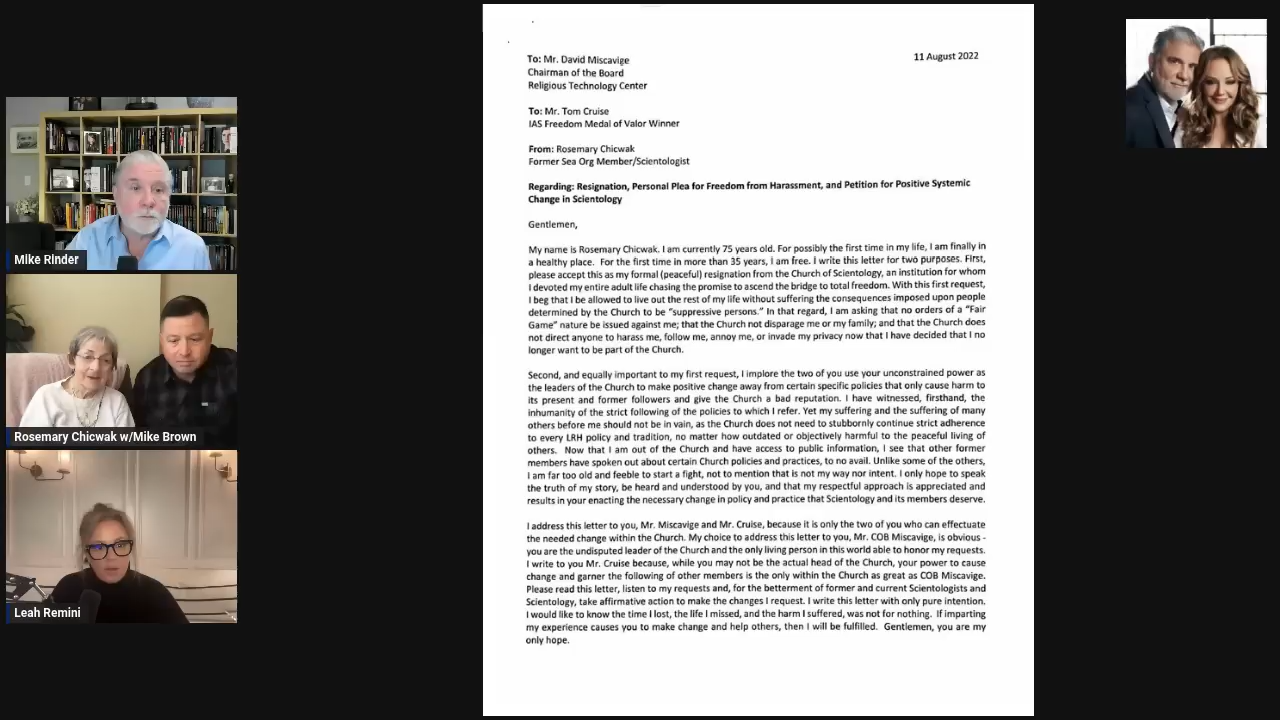 Mike Rinder
Rosemary Chicwak w/Mike Brown
Leah Remini
11 August 2022
To: Mr. David Miscavige
Chairman of the Board
Religious Technology Center
To: Mr. Tom Cruise
IAS Freedom Medal of Valor Winner
From: Rosemary Chicwak
Former Sea Org Member/Scientologist
Regarding: Resignation, Personal Plea for Freedom from Harassment, and Petition for Positive Systemic
Change in Scientology
Gentlemen,
My name is Rosemary Chicwak. I am currently 75 years old. For possibly the first time in my life, I am finally in
a healthy place. For the first time in more than 35 years, I am free. I write this letter for two purposes. First,
please accept this as my formal (peaceful) resignation from the Church of Scientology, an institution for whom
I devoted my entire adult life chasing the promise to ascend the bridge to total freedom. With this first request,
I beg that I be allowed to live out the rest of my life without suffering the consequences imposed upon people
determined by the Church to be "suppressive persons." In that regard, I am asking that no orders of a "Fair
Game" nature be issued against me; that the Church not disparage me or my family; and that the Church does
not direct anyone to harass me, follow me, annoy me, or invade my privacy now that I have decided that I no
longer want to be part of the Church.
Second, and equally important to my first request, I implore the two of you use your unconstrained power as
the leaders of the Church to make positive change away from certain specific policies that only cause harm to
its present and former followers and give the Church a bad reputation. I have witnessed, firsthand, the
inhumanity of the strict following of the policies to which I refer. Yet my suffering and the suffering of many
others before me should not be in vain, as the Church does not need to stubbornly continue strict adherence
to every LRH policy and tradition, no matter how outdated or objectively harmful to the peaceful living of
others. Now that I am out of the Church and have access to public information, I see that other former
members have spoken out about certain Church policies and practices, to no avail. Unlike some of the others,
I am far too old and feeble to start a fight, not to mention that is not my way nor intent. I only hope to speak
the truth of my story, be heard and understood by you, and that my respectful approach is appreciated and
results in your enacting the necessary change in policy and practice that Scientology and its members deserve.
I address this letter to you, Mr. Miscavige and Mr. Cruise, because it is only the two of you who can effectuate
the needed change within the Church. My choice to address this letter to you, Mr. COB Miscavige, is obvious -
you are the undisputed leader of the Church and the only living person in this world able to honor my requests.
I write to you Mr. Cruise because, while you may not be the actual head of the Church, your power to cause
change and garner the following of other members is the only within the Church as great as COB Miscavige.
Please read this letter, listen to my requests and, for the betterment of former and current Scientologists and
Scientology, take affirmative action to make the changes I request. I write this letter with only pure intention.
I would like to know the time I lost, the life I missed, and the harm I suffered, was not for nothing. If imparting
my experience causes you to make change and help others, then I will be fulfilled. Gentlemen, you are my
only hope.